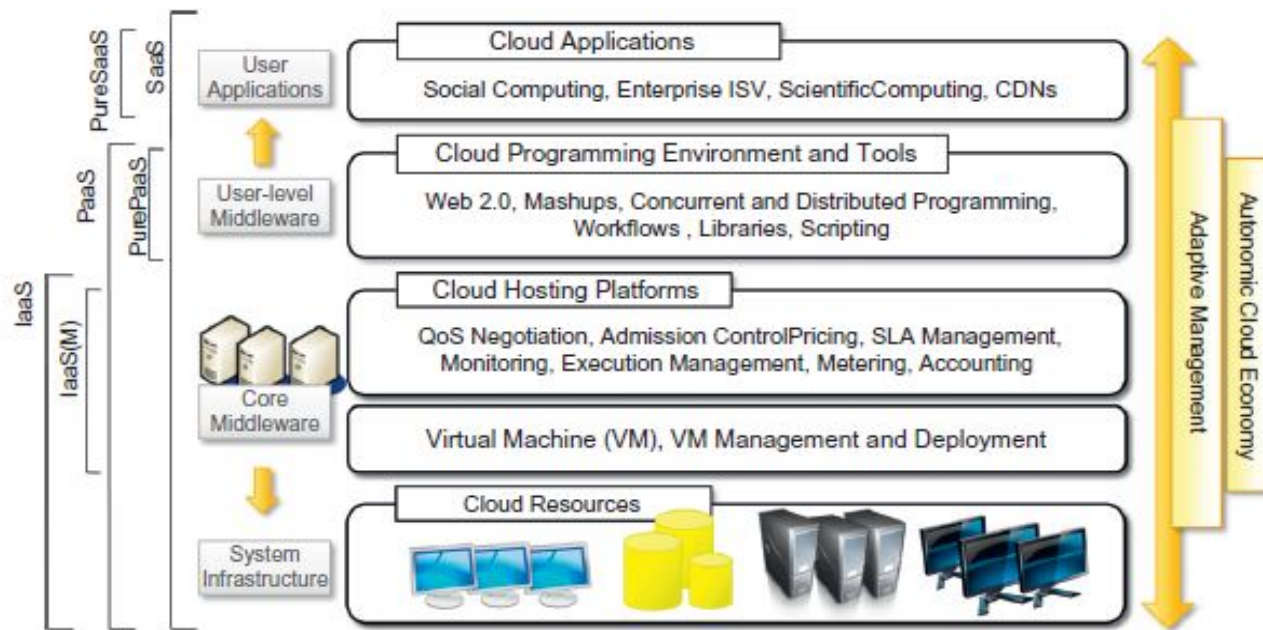 PureSaaS
SaaS
User
Applications
Cloud Applications
Social Computing, Enterprise ISV, ScientificComputing, CDNs
PaaS
PurePaaS
User-level
Middleware
Cloud Programming Environment and Tools
Web 2.0, Mashups, Concurrent and Distributed Programming,
Workflows , Libraries, Scripting
IaaS
IaaS(M)
Core
Middleware
Cloud Hosting Platforms
QoS Negotiation, Admission ControlPricing, SLA Management,
Monitoring, Execution Management, Metering, Accounting
Virtual Machine (VM), VM Management and Deployment
System
Infrastructure
Cloud Resources
Adaptive Management
Autonomic Cloud Economy